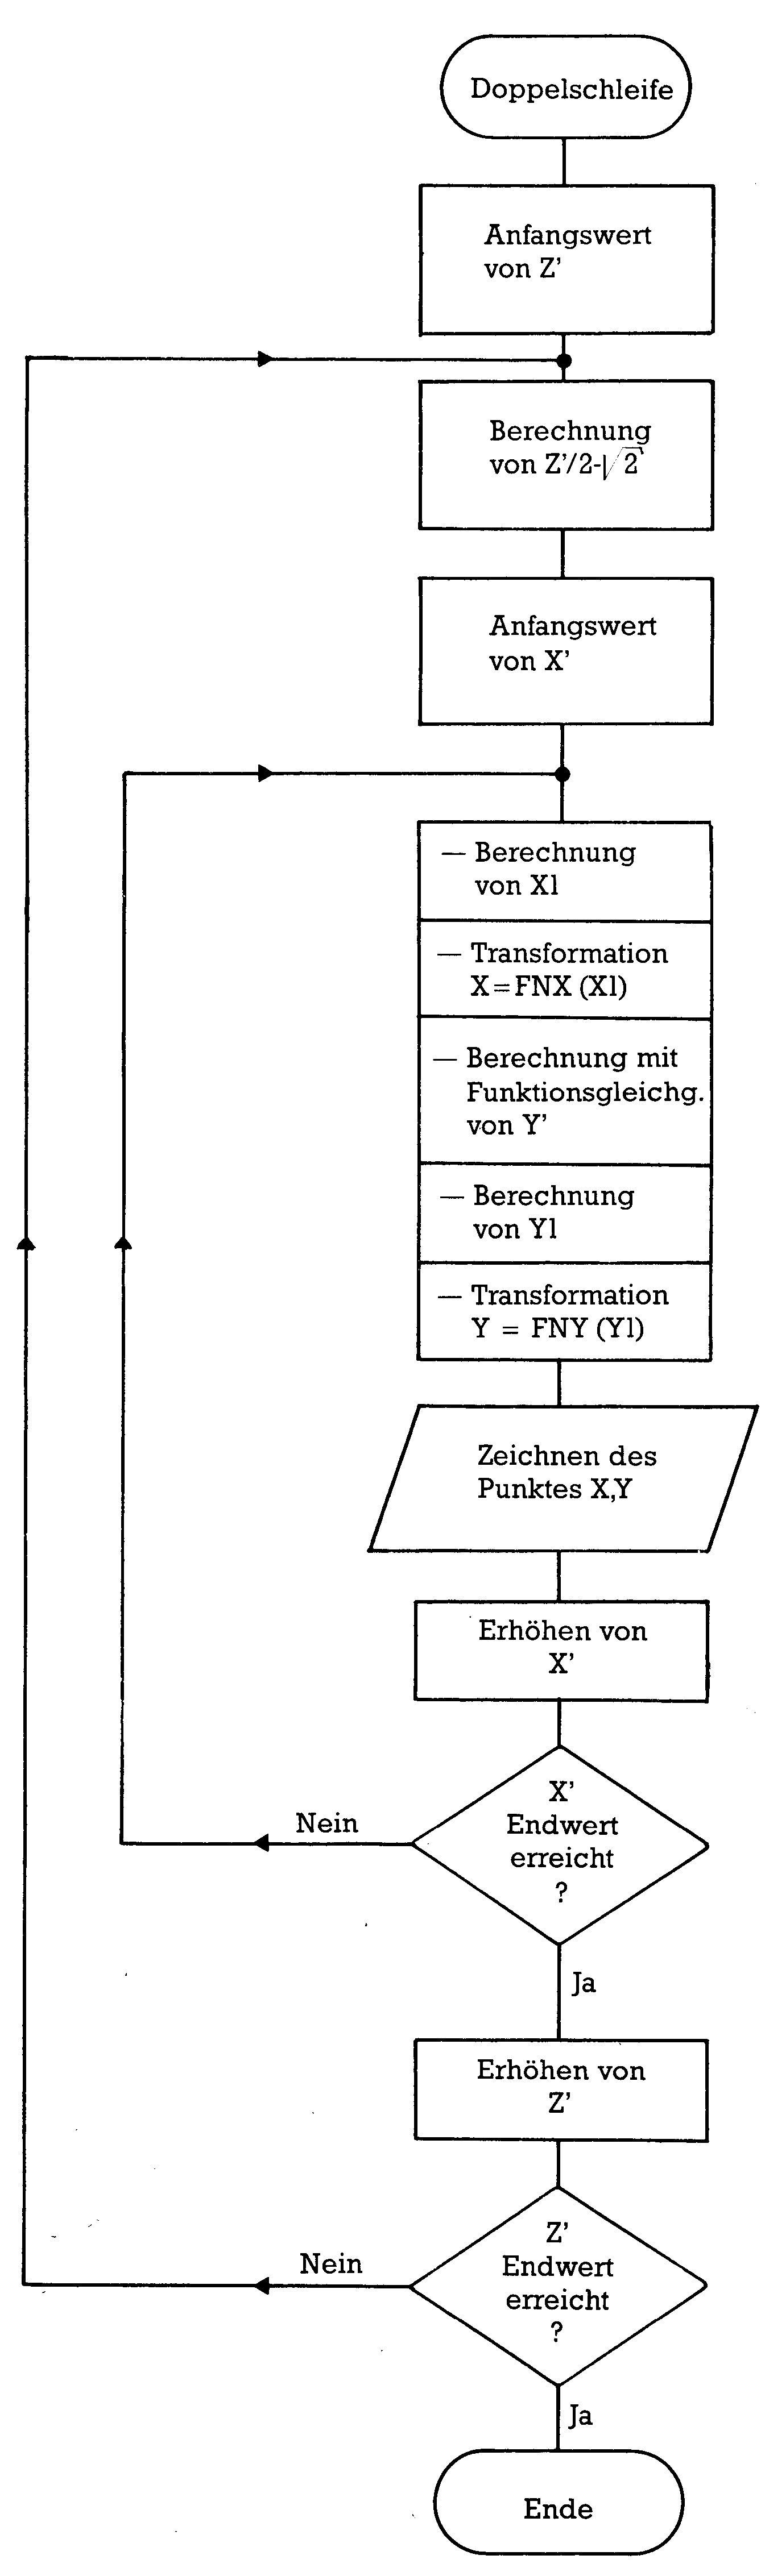 Doppelschleife
Anfangswert
von Z'
Berechnung
von Z'/2-√2
Anfangswert
von X'
— Berechnung
von X1
— Transformation
X=FNX (X1)
— Berechnung mit
Funktionsgleichg.
von Y'
— Berechnung
von Y1
— Transformation
Y = FNY (Y1)
Zeichnen des
Punktes X,Y
Erhöhen von
X'
X'
Endwert
erreicht
?
Nein
Ja
Erhöhen von
Z'
Z'
Endwert
erreicht
?
Nein
Ja
Ende